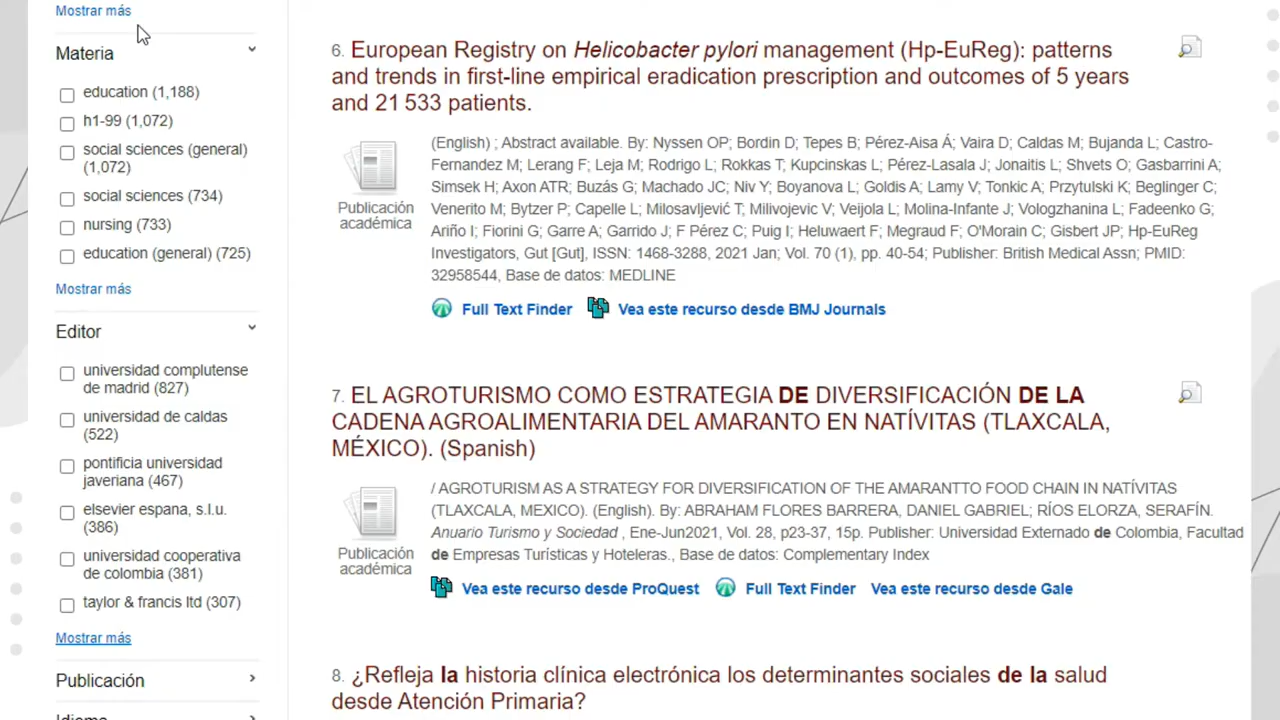 Mostrar más
Materia
education (1,188)
h1-99 (1,072)
social sciences (general)
(1,072)
social sciences (734)
nursing (733)
education (general) (725)
Mostrar más
Editor
universidad complutense
de madrid (827)
universidad de caldas
(522)
pontificia universidad
javeriana (467)
elsevier espana, s.l.u.
(386)
universidad cooperativa
de colombia (381)
taylor & francis ltd (307)
Mostrar más
Publicación
Idioma
6. European Registry on Helicobacter pylori management (Hp-EuReg): patterns
and trends in first-line empirical eradication prescription and outcomes of 5 years
and 21 533 patients.
Publicación
académica
(English) ; Abstract available. By: Nyssen OP; Bordin D; Tepes B; Pérez-Aisa Á; Vaira D; Caldas M; Bujanda L; Castro-
Fernandez M; Lerang F; Leja M; Rodrigo L; Rokkas T; Kupcinskas L; Pérez-Lasala J; Jonaitis L; Shvets O; Gasbarrini A;
Simsek H; Axon ATR; Buzás G; Machado JC; Niv Y; Boyanova L; Goldis A; Lamy V; Tonkic A; Przytulski K; Beglinger C;
Venerito M; Bytzer P; Capelle L; Milosavljević T; Milivojevic V; Veijola L; Molina-Infante J; Vologzhanina L; Fadeenko G;
Ariño I; Fiorini G; Garre A; Garrido J; F Pérez C; Puig I; Heluwaert F; Megraud F; O'Morain C; Gisbert JP; Hp-EuReg
Investigators, Gut [Gut], ISSN: 1468-3288, 2021 Jan; Vol. 70 (1), pp. 40-54; Publisher: British Medical Assn; PMID:
32958544, Base de datos: MEDLINE
Full Text Finder Vea este recurso desde BMJ Journals
7. EL AGROTURISMO COMO ESTRATEGIA DE DIVERSIFICACIÓN DE LA
CADENA AGROALIMENTARIA DEL AMARANTO EN NATÍVITAS (TLAXCALA,
MÉXICO). (Spanish)
Publicación
académica
/ AGROTURISM AS A STRATEGY FOR DIVERSIFICATION OF THE AMARANTTO FOOD CHAIN IN NATÍVITAS
(TLAXCALA, MEXICO). (English). By: ABRAHAM FLORES BARRERA, DANIEL GABRIEL; RÍOS ELORZA, SERAFÍN.
Anuario Turismo y Sociedad , Ene-Jun2021, Vol. 28, p23-37, 15p. Publisher: Universidad Externado de Colombia, Facultad
de Empresas Turísticas y Hoteleras., Base de datos: Complementary Index
Vea este recurso desde ProQuest Full Text Finder Vea este recurso desde Gale
8. ¿Refleja la historia clínica electrónica los determinantes sociales de la salud
desde Atención Primaria?